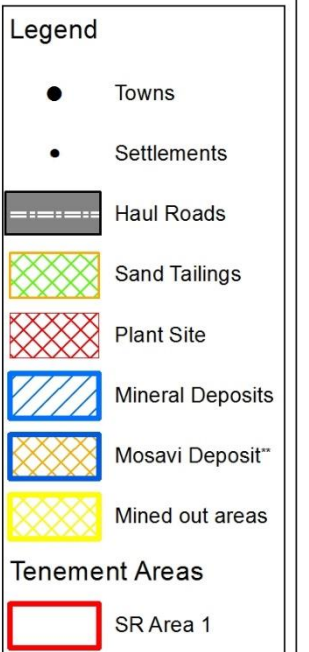 Legend
Towns
Settlements
Haul Roads
Sand Tailings
Plant Site
Mineral Deposits
Mosavi Deposit**
Mined out areas
Tenement Areas
SR Area 1